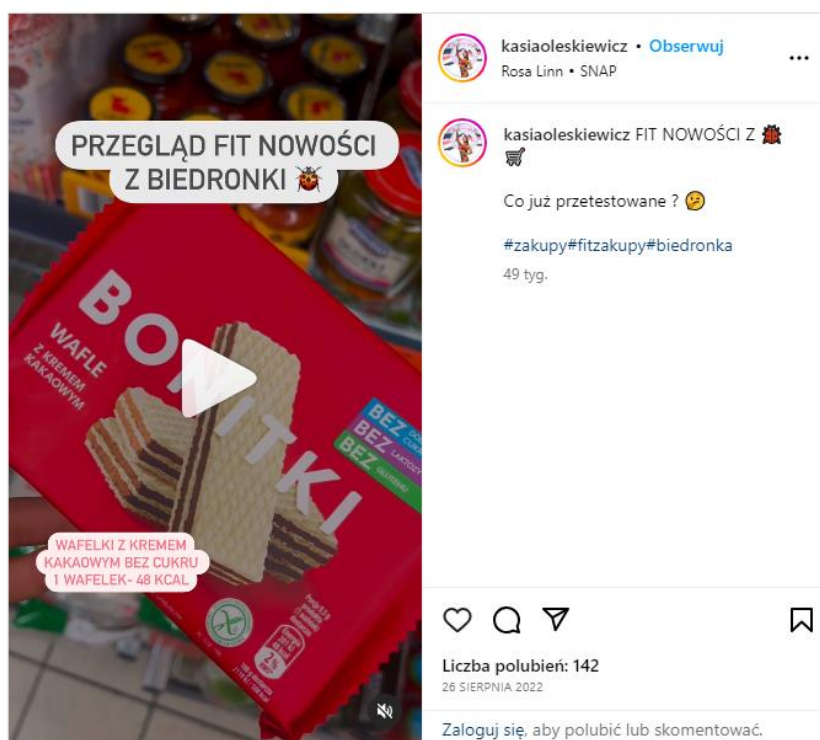 PRZEGLĄD FIT NOWOŚCI
Z BIEDRONKI
BONITKI
WAFLE
Z KREMEM
KAKAOWYM
BEZ
BEZ LAKTOZY
BEZ GLUTENU
WAFELKI Z KREMEM
KAKAOWYM BEZ CUKRU
1 WAFELEK- 48 KCAL
kasiaoleskiewicz • Obserwuj
Rosa Linn • SNAP
kasiaoleskiewicz FIT NOWOŚCI Z 🐞
🛒
Co już przetestowane ? 🤔
#zakupy#fitzakupy#biedronka
49 tyg.
Liczba polubień: 142
26 SIERPNIA 2022
Zaloguj się, aby polubić lub skomentować.